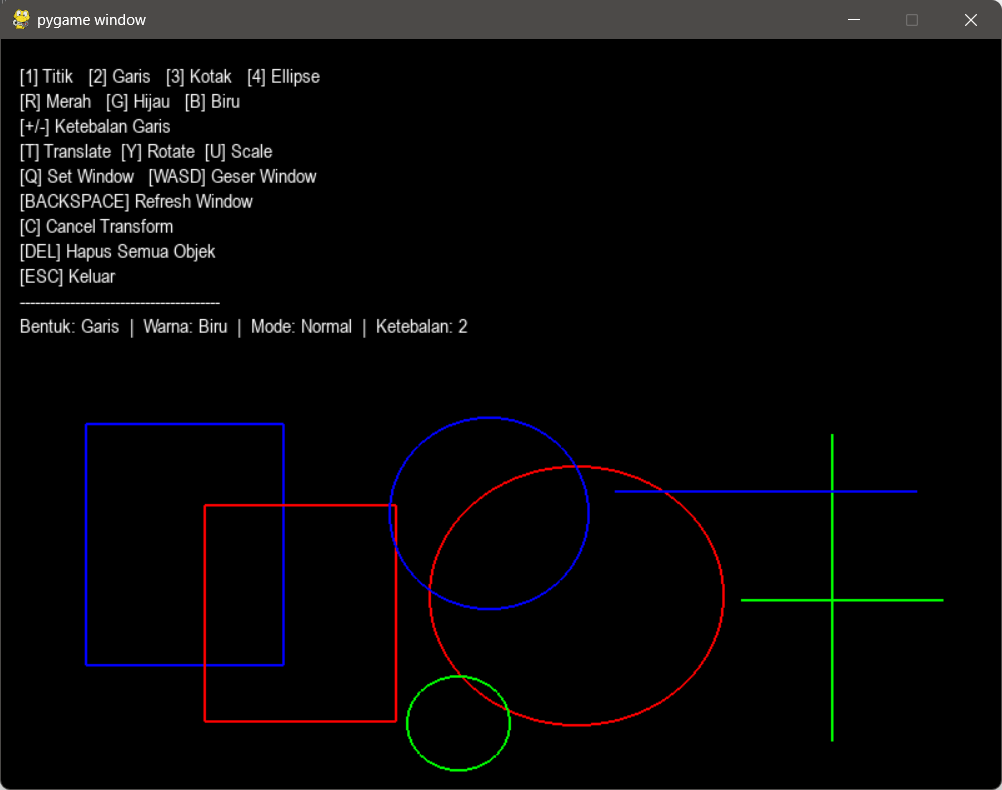 pygame window
[1] Titik   [2] Garis   [3] Kotak   [4] Ellipse
[R] Merah   [G] Hijau   [B] Biru
[+/-] Ketebalan Garis
[T] Translate  [Y] Rotate  [U] Scale
[Q] Set Window   [WASD] Geser Window
[BACKSPACE] Refresh Window
[C] Cancel Transform
[DEL] Hapus Semua Objek
[ESC] Keluar
----------------------------------------
Bentuk: Garis  |  Warna: Biru  |  Mode: Normal  |  Ketebalan: 2